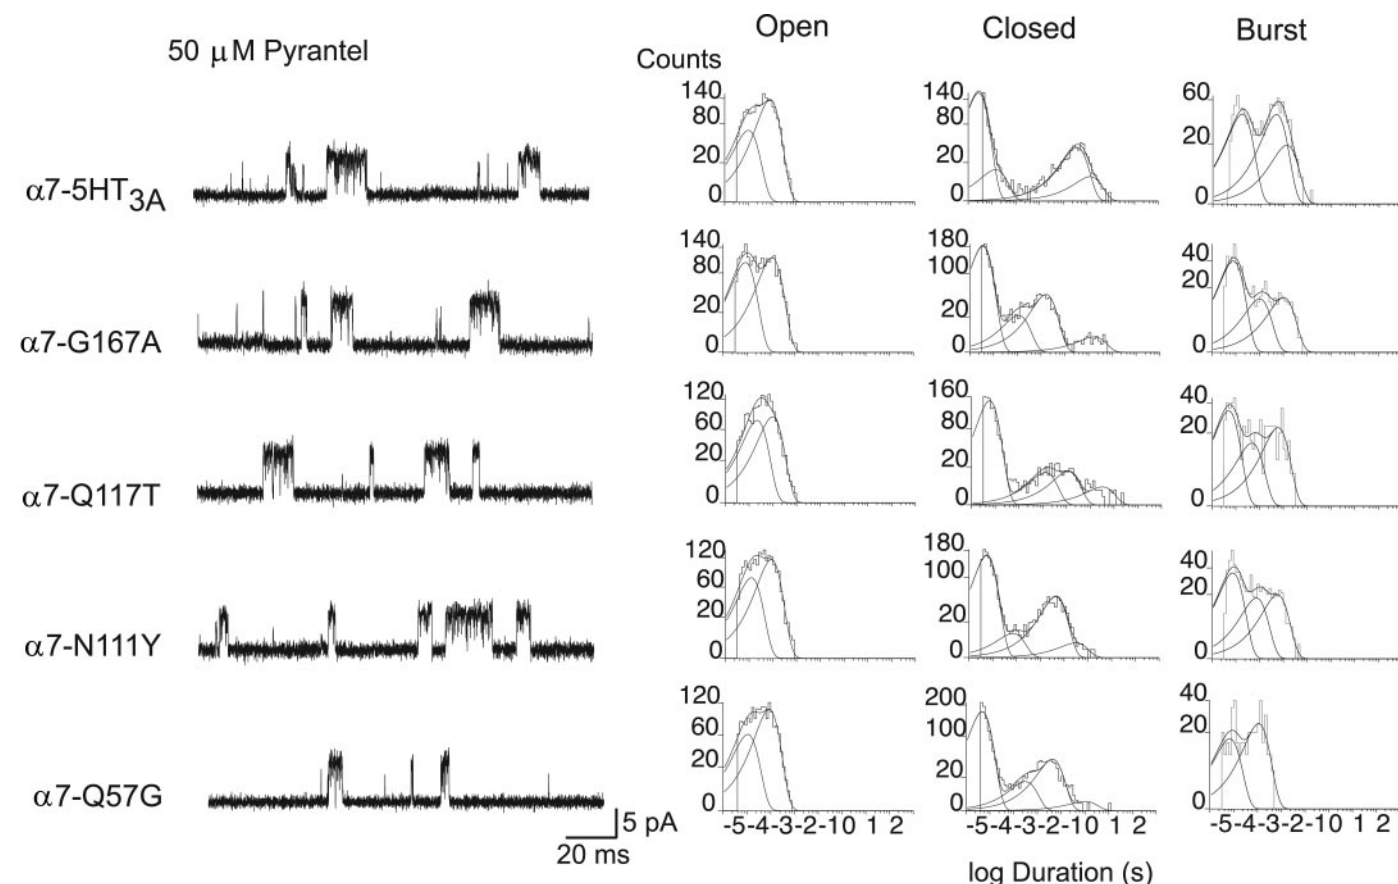 50 μM Pyrantel
Open Closed Burst
Counts
α7-5HT3A
140 80 20 0
140 80 20 0
60 20 0
α7-G167A
140 80 20 0
180 100 20 0
40 20 0
α7-Q117T
120 60 20 0
160 80 20 0
40 20 0
α7-N111Y
120 60 20 0
180 100 20 0
40 20 0
α7-Q57G
120 60 20 0
200 100 20 0
40 20 0
5 pA
20 ms
-5-4-3-2-10 1 2 -5-4-3-2-10 1 2 -5-4-3-2-10 1 2
log Duration (s)